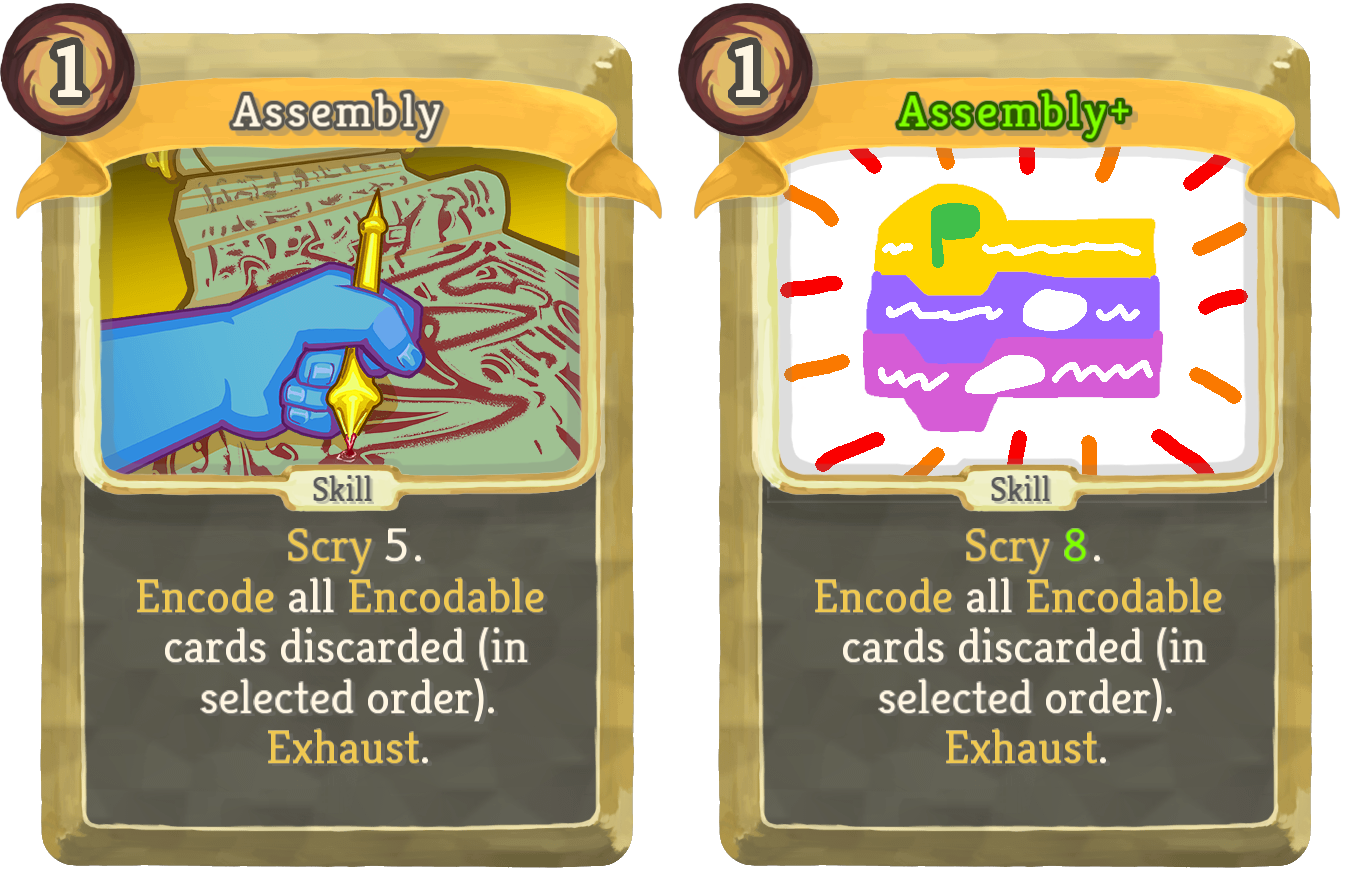 1
Assembly
Skill
Scry 5.
Encode all Encodable
cards discarded (in
selected order).
Exhaust.
1
Assembly+
Skill
Scry 8.
Encode all Encodable
cards discarded (in
selected order).
Exhaust.